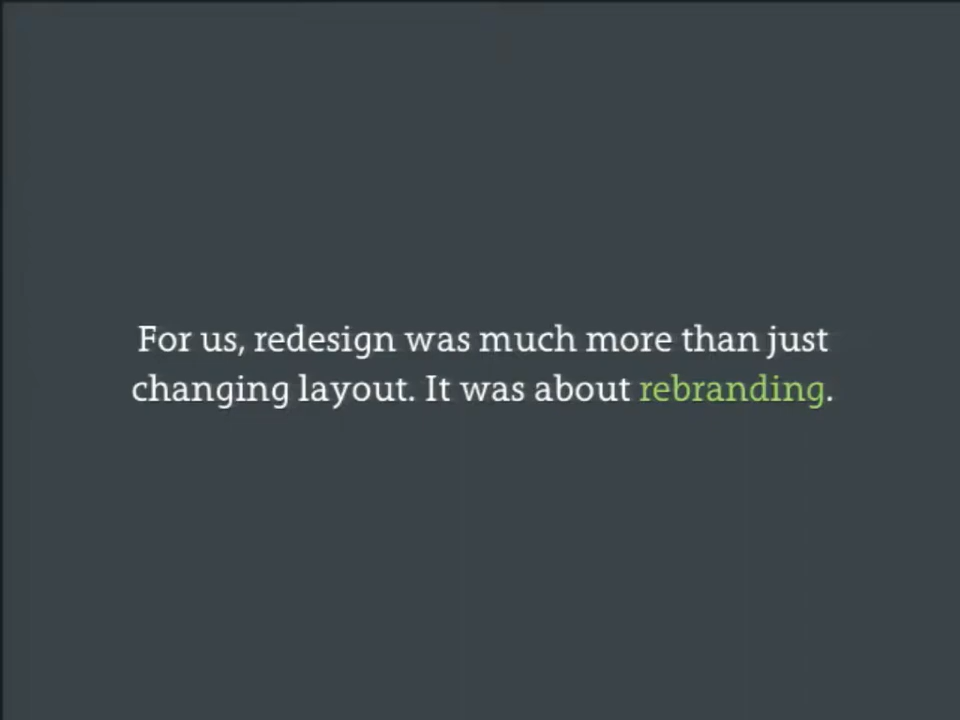 For us, redesign was much more than just
changing layout. It was about rebranding.